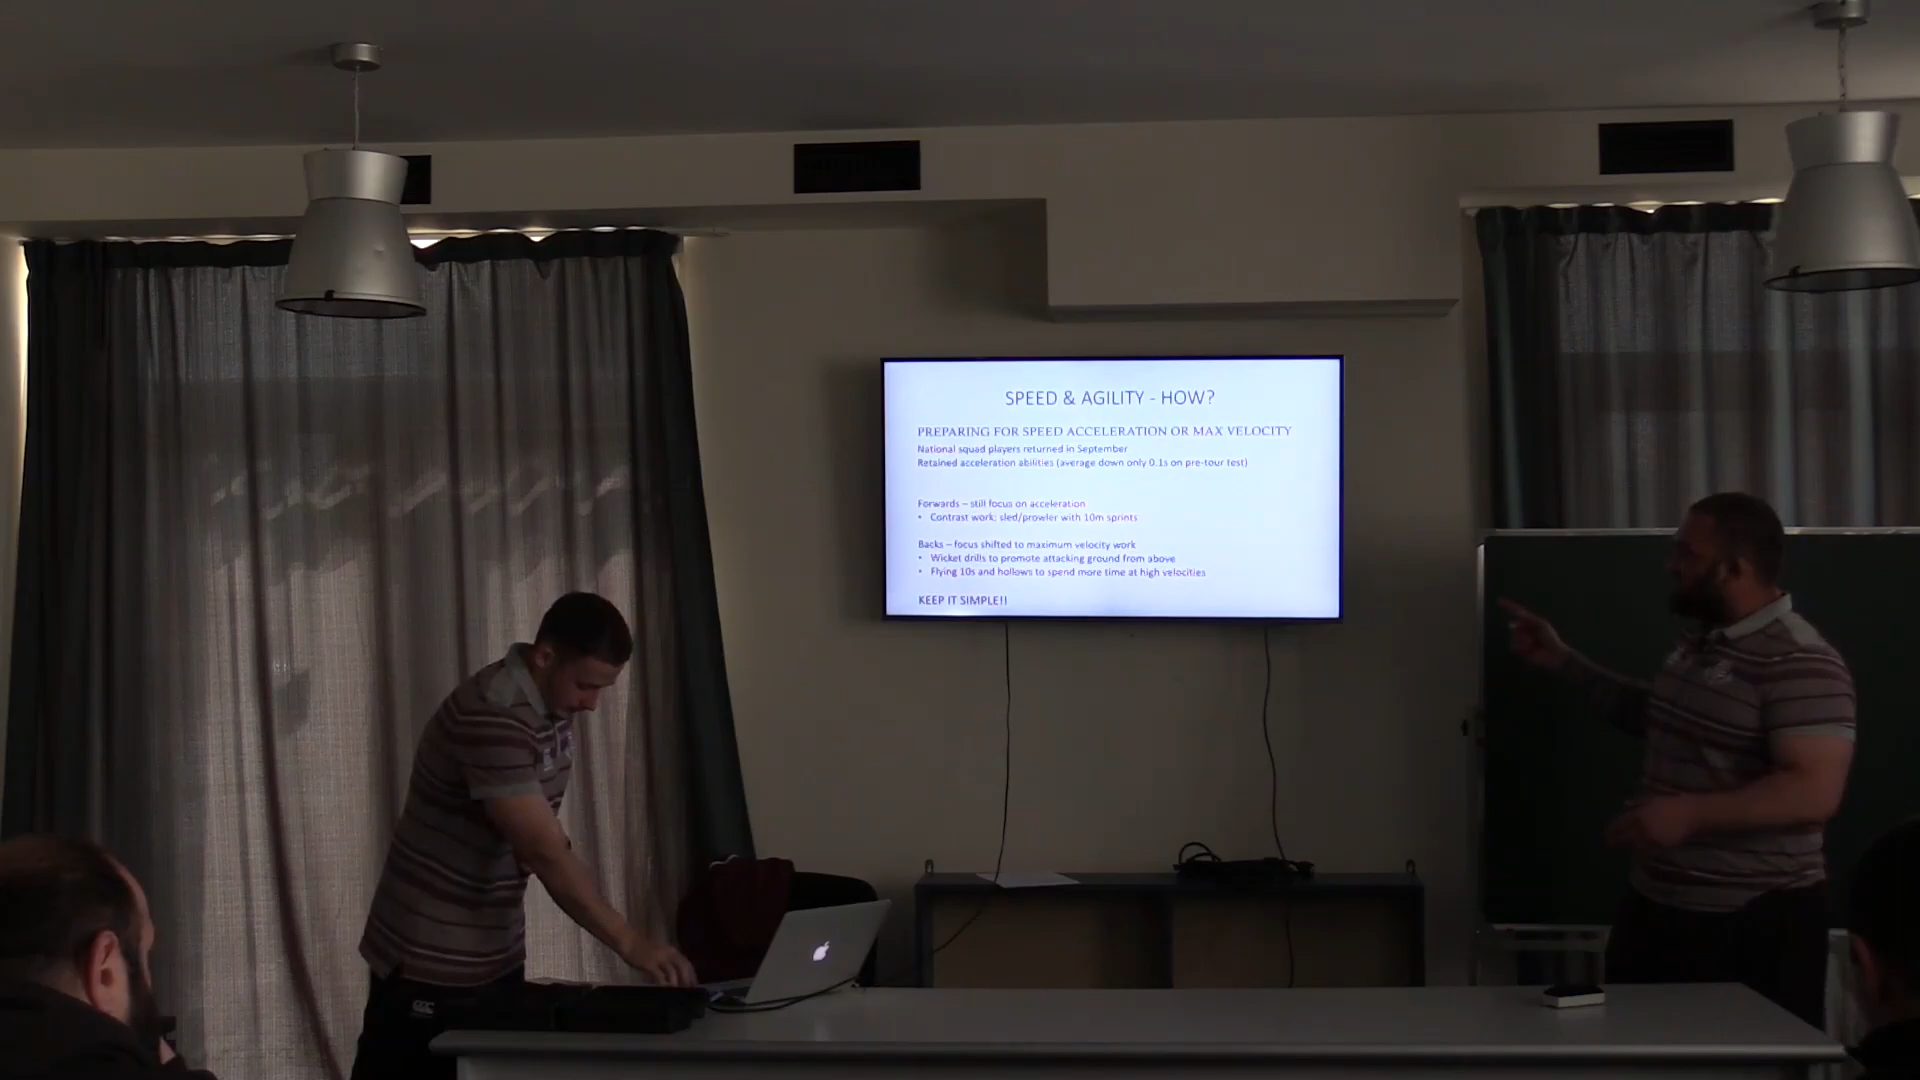 SPEED & AGILITY - HOW?
PREPARING FOR SPEED ACCELERATION OR MAX VELOCITY
National squad players returned in September
Retained acceleration abilities (average down only 0.1s on pre-tour test)
Forwards – still focus on acceleration
• Contrast work: sled/prowler with 10m sprints
Backs – focus shifted to maximum velocity work
• Wicket drills to promote attacking ground from above
• Flying 10s and hollows to spend more time at high velocities
KEEP IT SIMPLE!!